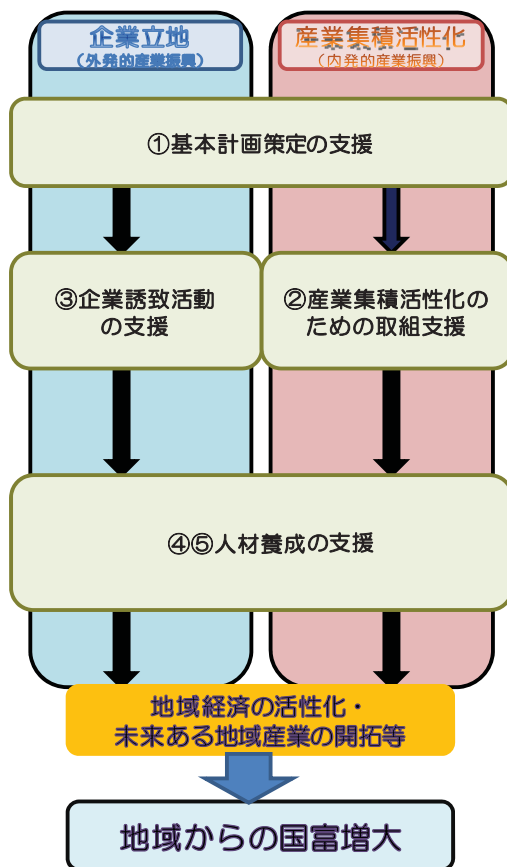 企業立地
(外発的産業振興)
産業集積活性化
(内発的産業振興)
①基本計画策定の支援
③企業誘致活動
の支援
②産業集積活性化の
ための取組支援
④⑤人材養成の支援
地域経済の活性化・
未来ある地域産業の開拓等
地域からの国富増大